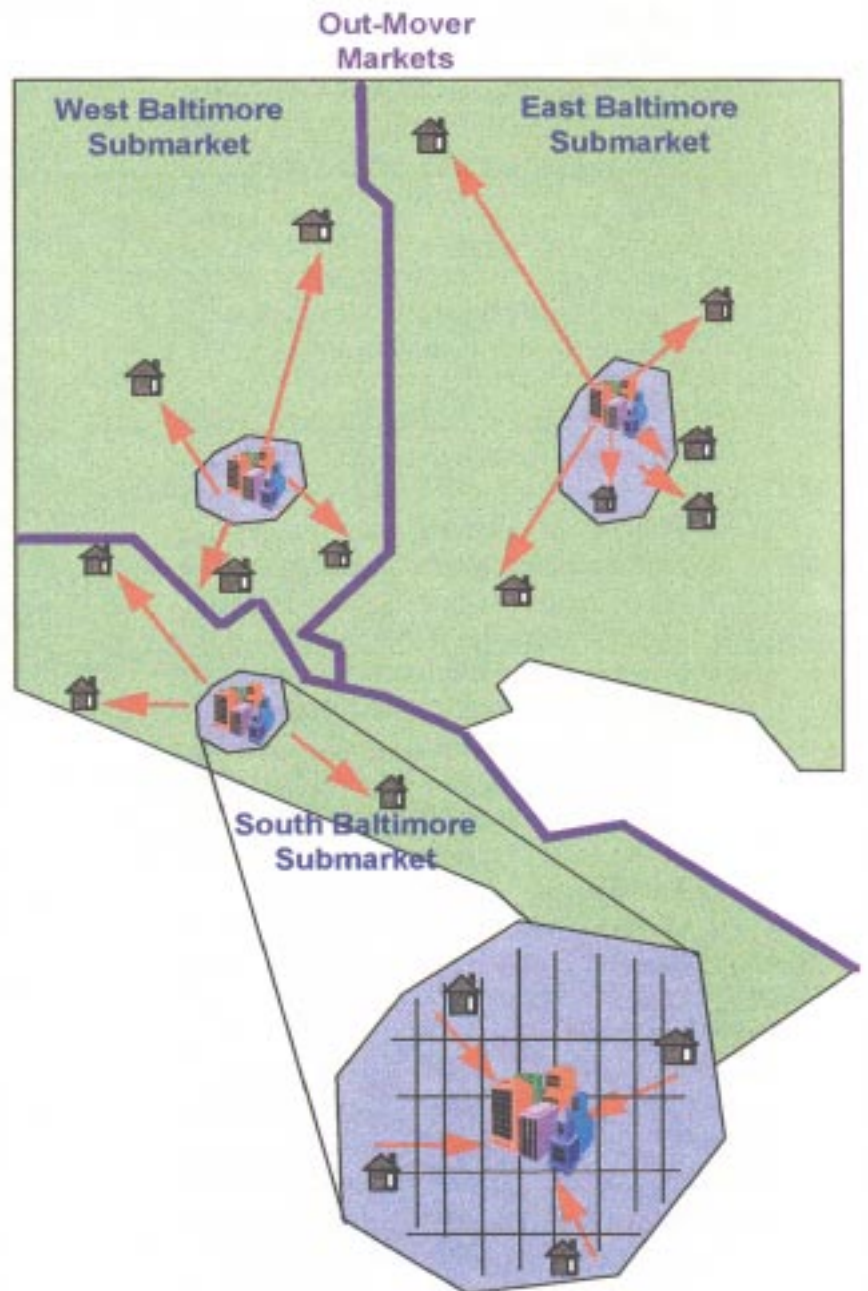 Out-Mover
Markets
West Baltimore
Submarket
East Baltimore
Submarket
South Baltimore
Submarket